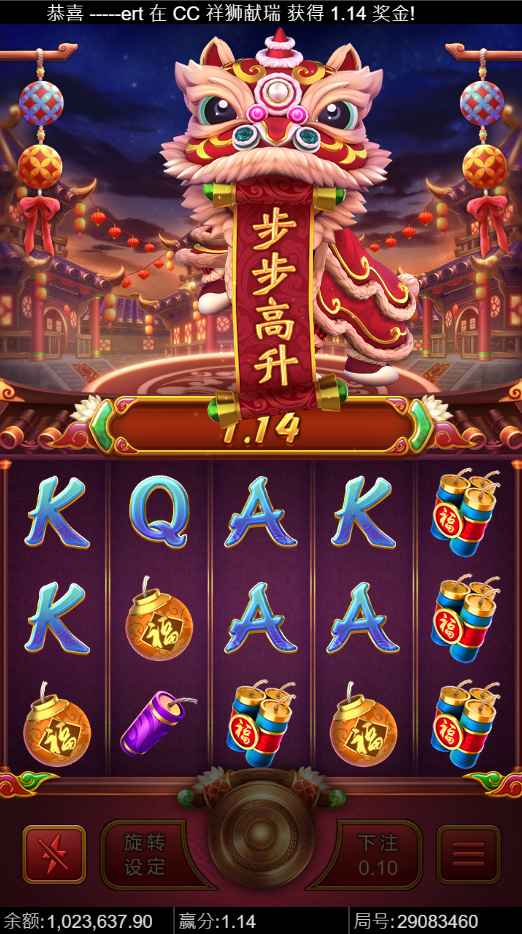 恭喜 -----ert 在 CC 祥狮献瑞 获得 1.14 奖金!
步步高升
1.14
K Q A K 福
K 福 A A 福
福 福 福 福
旋转
设定
下注
0.10
余额:1,023,637.90 赢分:1.14 局号:29083460